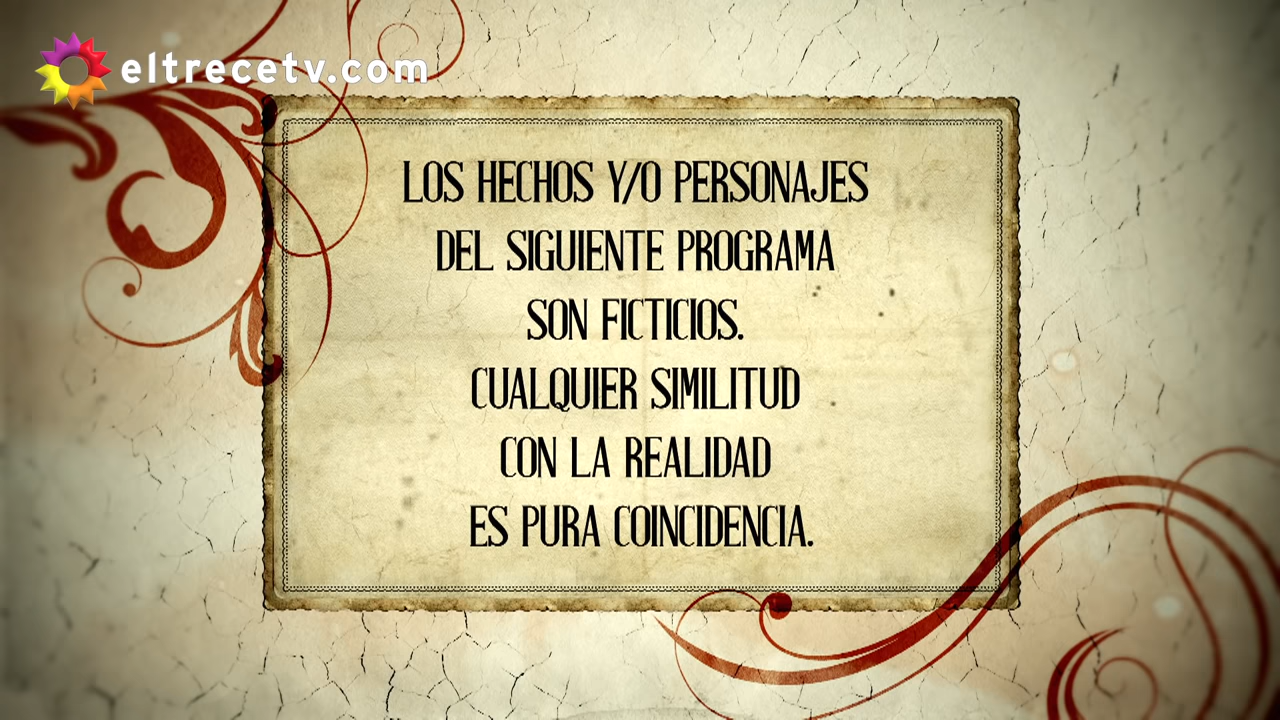 eltrecetv.com
LOS HECHOS Y/O PERSONAJES
DEL SIGUIENTE PROGRAMA
SON FICTICIOS.
CUALQUIER SIMILITUD
CON LA REALIDAD
ES PURA COINCIDENCIA.